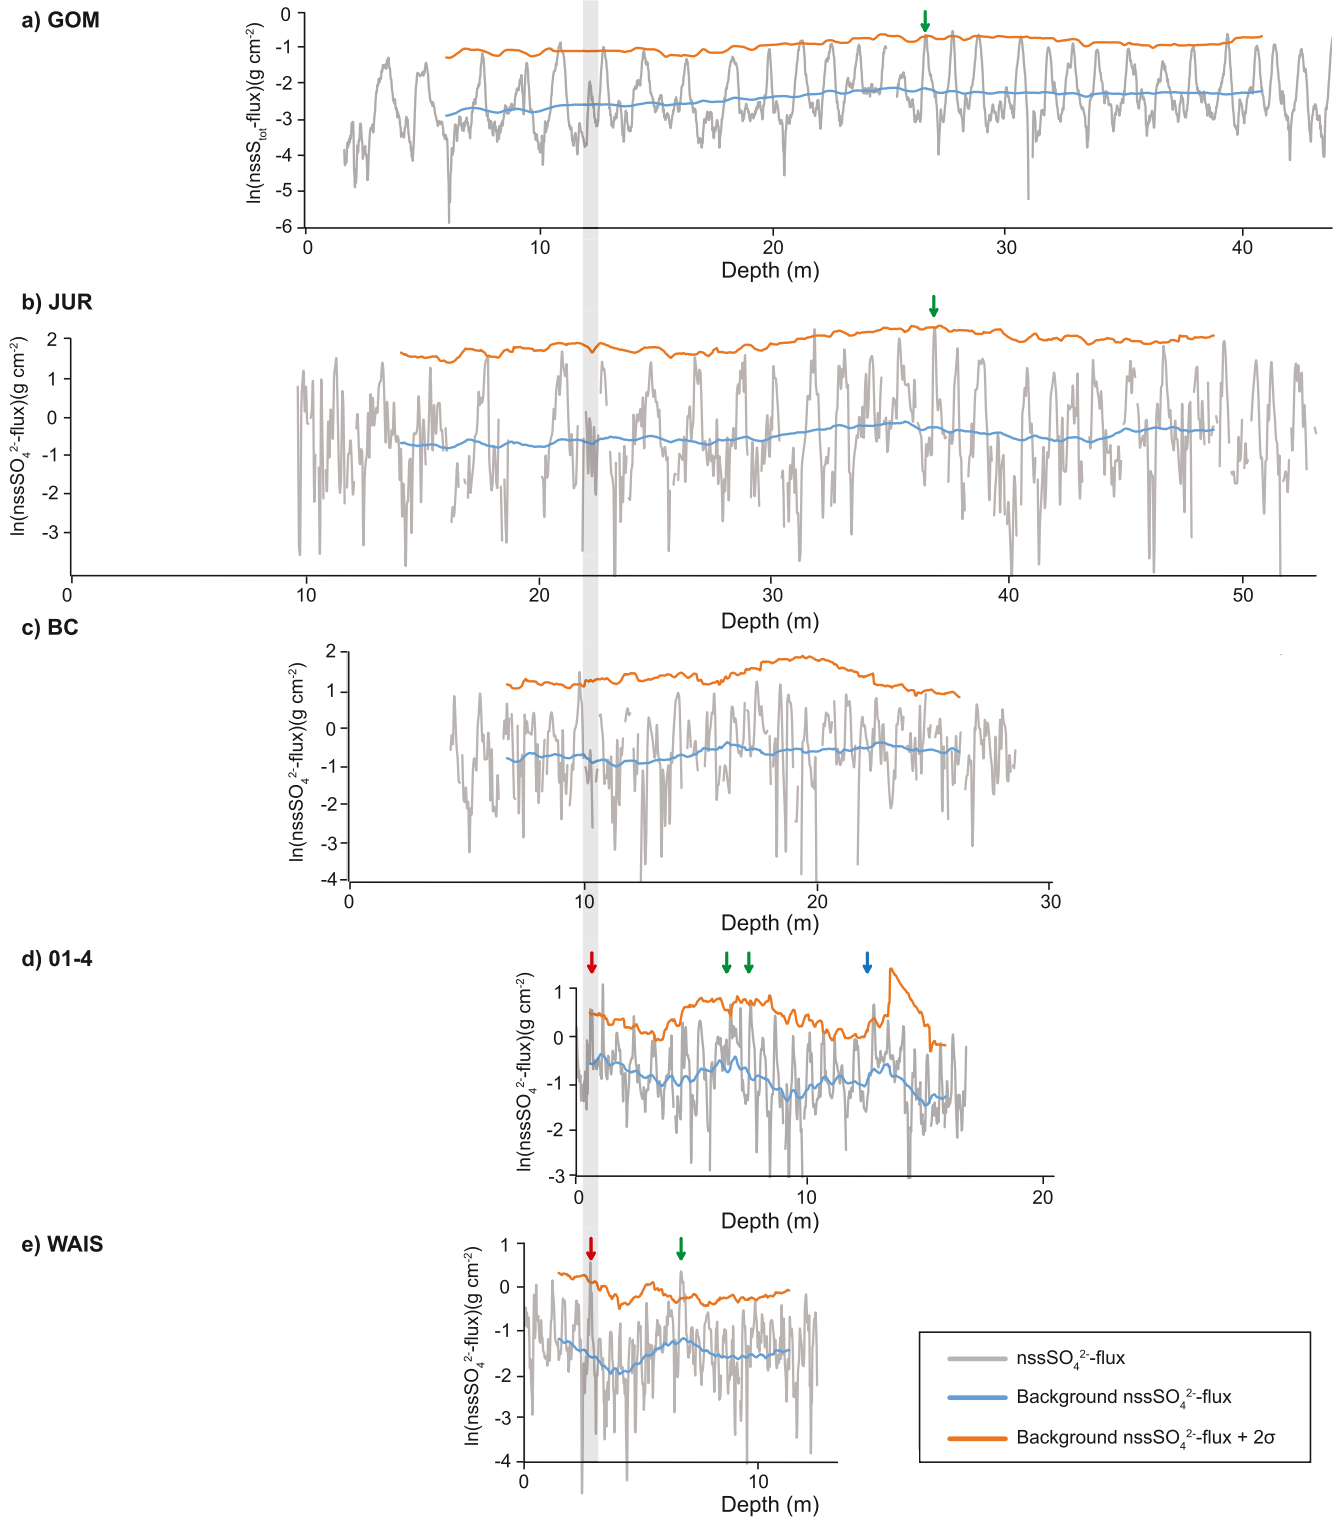 a) GOM
ln(nssS_tot-flux)(g cm⁻²)
0
-1
-2
-3
-4
-5
-6
0 10 20 30 40
Depth (m)
b) JUR
ln(nssSO₄²⁻-flux)(g cm⁻²)
2
1
0
-1
-2
-3
0 10 20 30 40 50
Depth (m)
c) BC
ln(nssSO₄²⁻-flux)(g cm⁻²)
2
1
0
-1
-2
-3
-4
0 10 20 30
Depth (m)
d) 01-4
ln(nssSO₄²⁻-flux)(g cm⁻²)
1
0
-1
-2
-3
0 10 20
Depth (m)
e) WAIS
ln(nssSO₄²⁻-flux)(g cm⁻²)
1
0
-1
-2
-3
-4
0 10
Depth (m)
nssSO₄²⁻-flux
Background nssSO₄²⁻-flux
Background nssSO₄²⁻-flux + 2σ